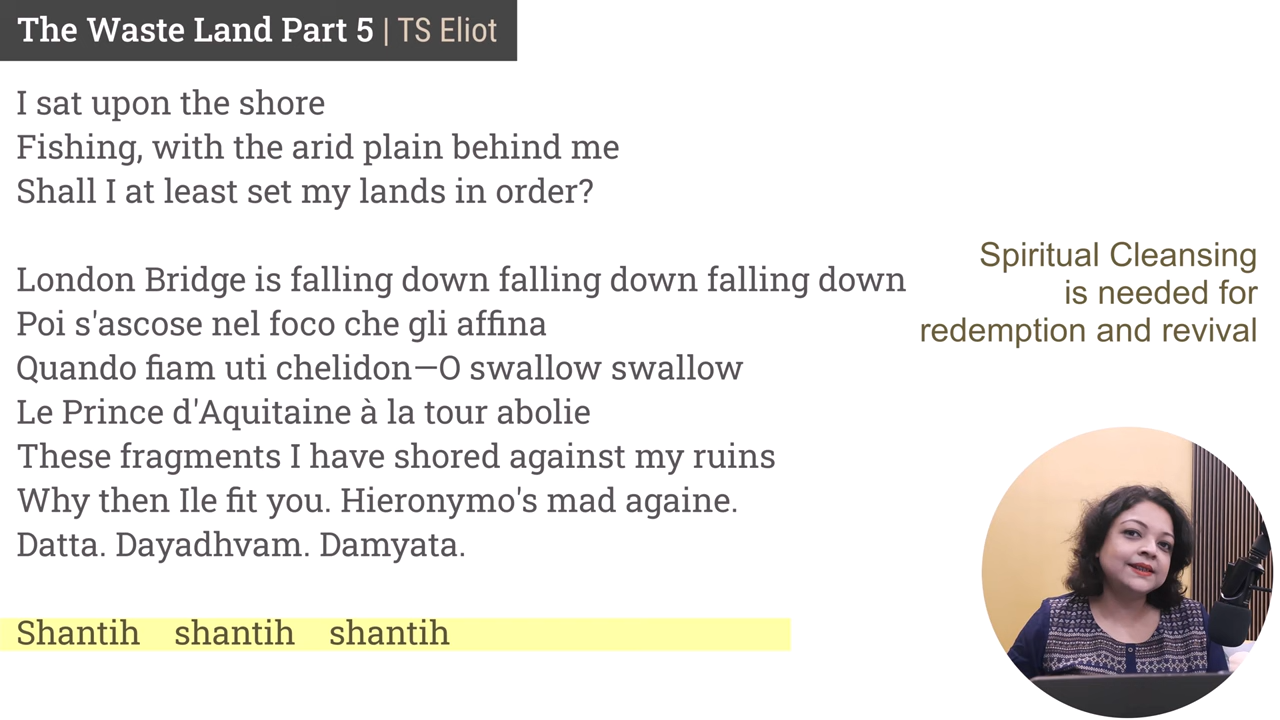 The Waste Land Part 5 | TS Eliot
I sat upon the shore
Fishing, with the arid plain behind me
Shall I at least set my lands in order?
London Bridge is falling down falling down falling down
Poi s'ascose nel foco che gli affina
Quando fiam uti chelidon—O swallow swallow
Le Prince d'Aquitaine à la tour abolie
These fragments I have shored against my ruins
Why then Ile fit you. Hieronymo's mad againe.
Datta. Dayadhvam. Damyata.
Shantih shantih shantih
Spiritual Cleansing
is needed for
redemption and revival